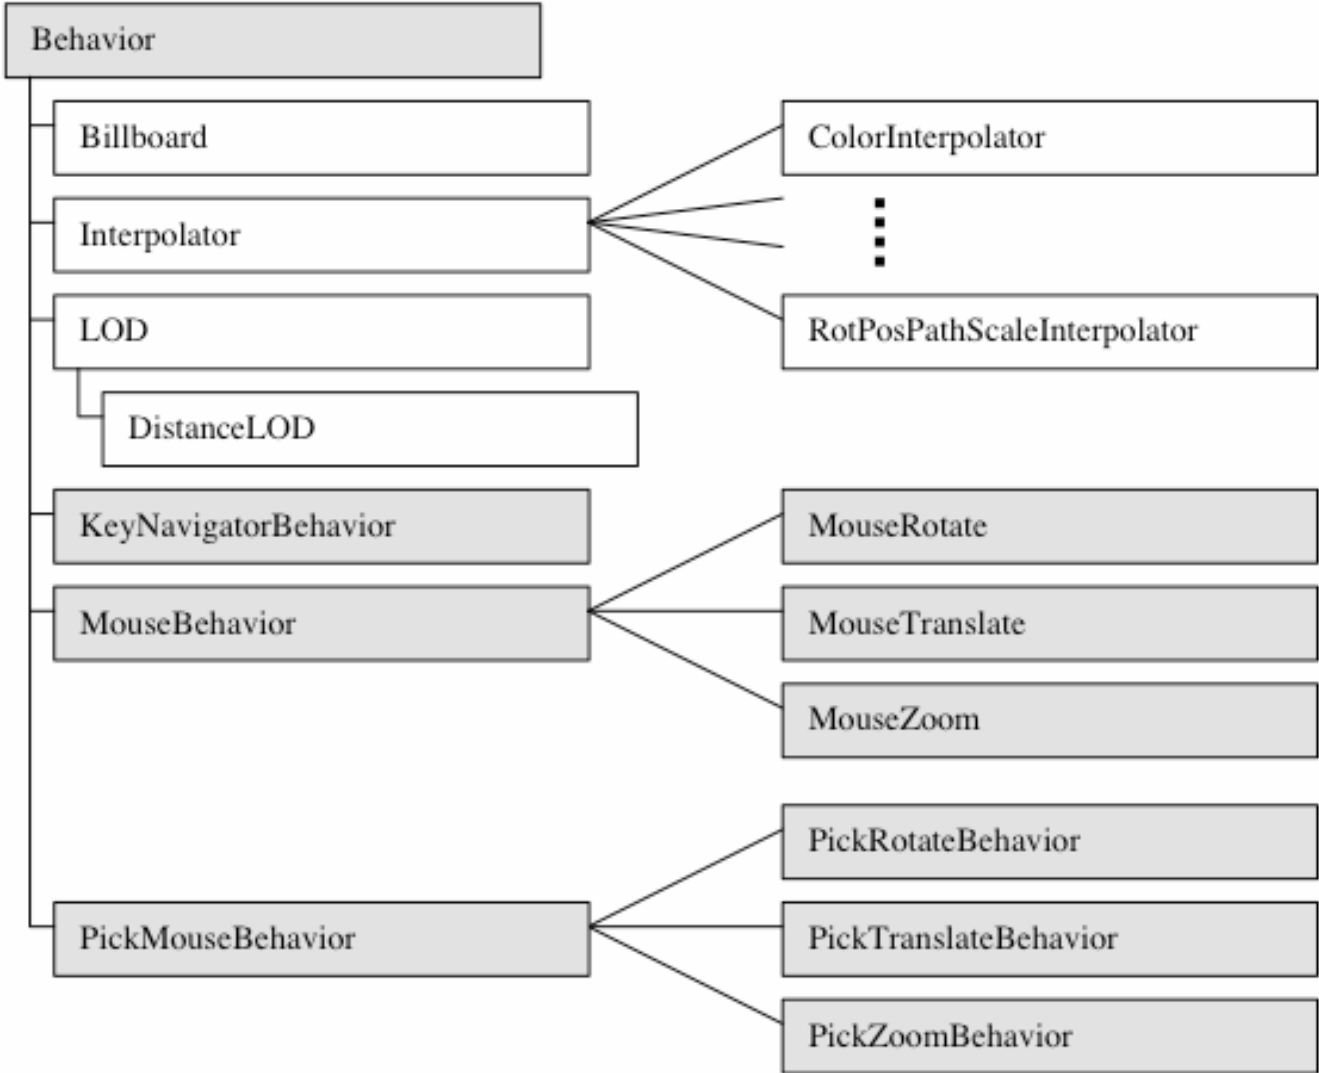 Behavior
Billboard
ColorInterpolator
Interpolator
LOD
RotPosPathScaleInterpolator
DistanceLOD
KeyNavigatorBehavior
MouseRotate
MouseBehavior
MouseTranslate
MouseZoom
PickRotateBehavior
PickMouseBehavior
PickTranslateBehavior
PickZoomBehavior